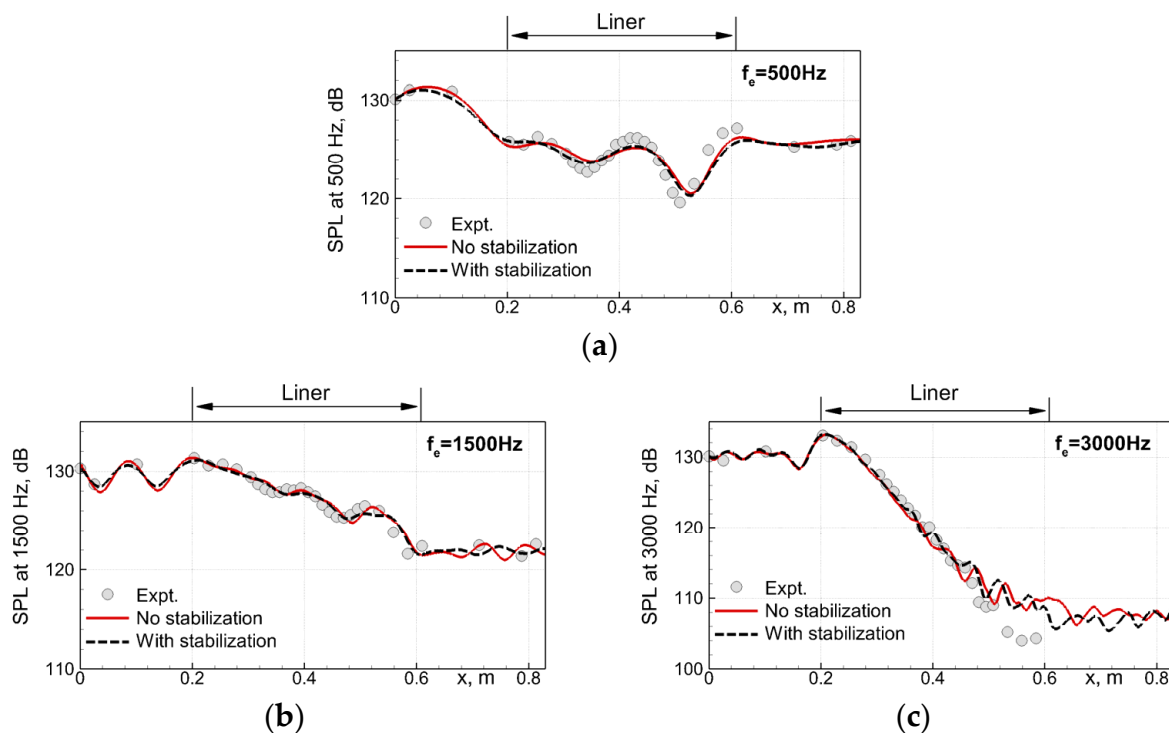 Liner
f_e=500Hz
SPL at 500 Hz, dB
130
120
110
Expt.
No stabilization
With stabilization
0 0.2 0.4 0.6 x, m 0.8
(a)
Liner
f_e=1500Hz
SPL at 1500 Hz, dB
130
120
110
Expt.
No stabilization
With stabilization
0 0.2 0.4 0.6 x, m 0.8
(b)
Liner
f_e=3000Hz
SPL at 3000 Hz, dB
130
120
110
100
Expt.
No stabilization
With stabilization
0 0.2 0.4 0.6 x, m 0.8
(c)